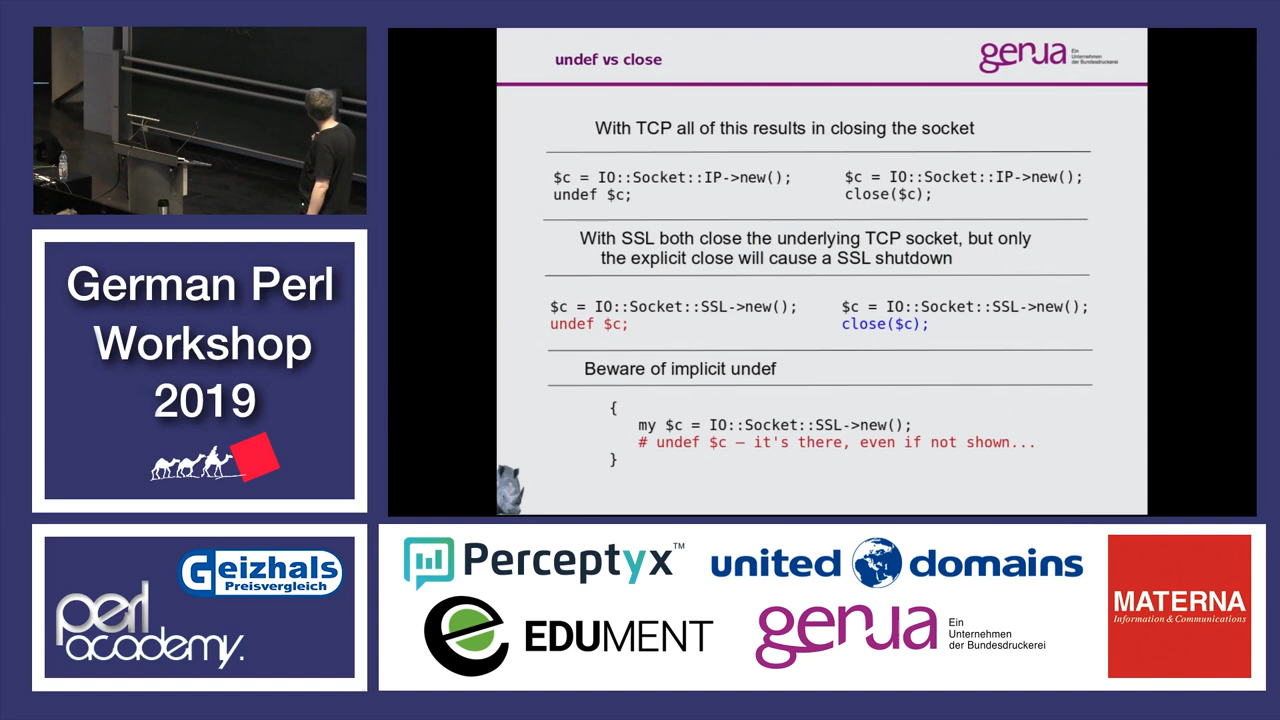 undef vs close
genua
Ein
Unternehmen
der Bundesdruckerei
With TCP all of this results in closing the socket
$c = IO::Socket::IP->new();
undef $c;
$c = IO::Socket::IP->new();
close($c);
With SSL both close the underlying TCP socket, but only
the explicit close will cause a SSL shutdown
$c = IO::Socket::SSL->new();
undef $c;
$c = IO::Socket::SSL->new();
close($c);
Beware of implicit undef
{
my $c = IO::Socket::SSL->new();
# undef $c – it's there, even if not shown...
}
German Perl
Workshop
2019
Geizhals
Preisvergleich
perl
academy.
Perceptyx™
united domains
EDUMENT
genua
Ein
Unternehmen
der Bundesdruckerei
MATERNA
Information & Communications